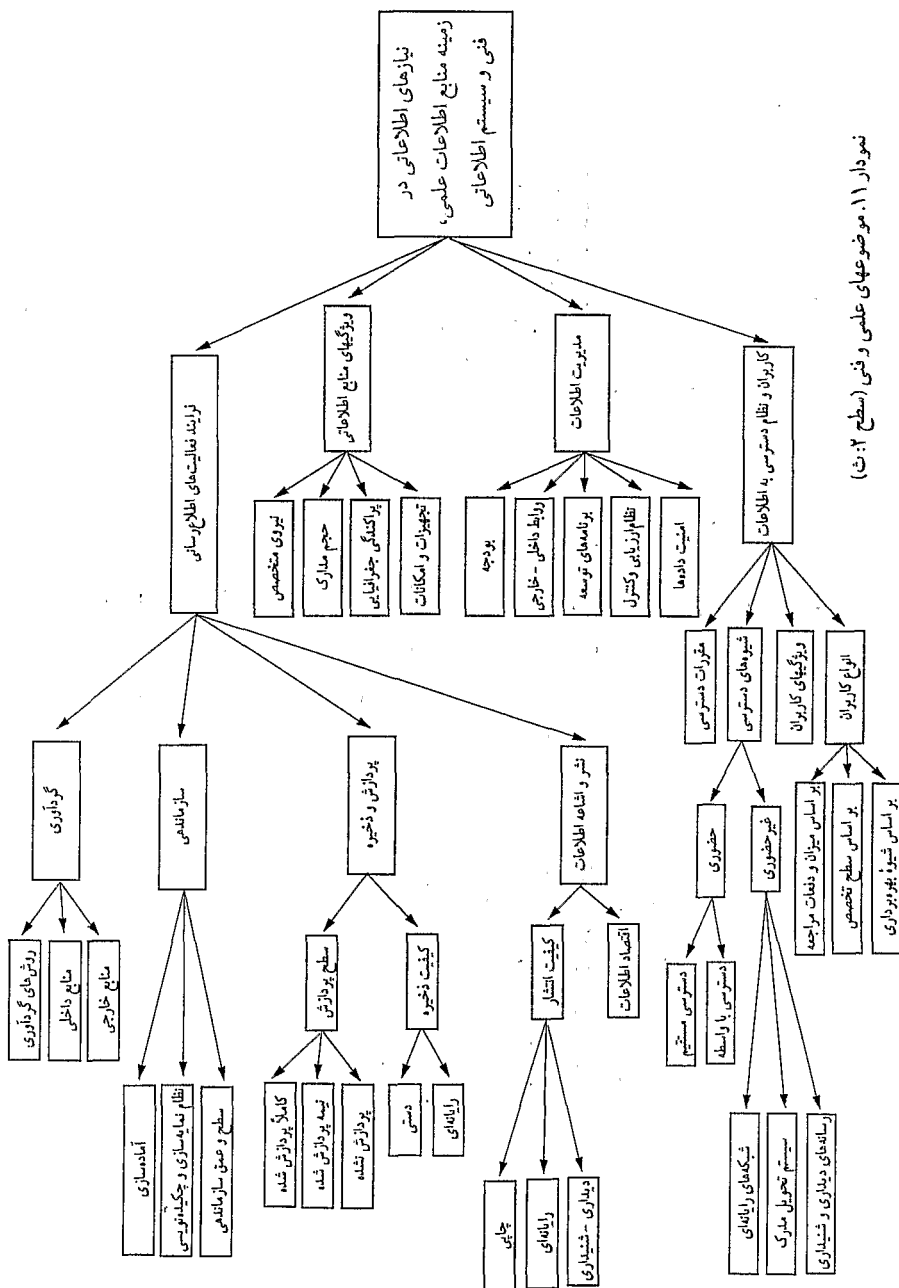 نمودار ۱۱. موضوعهای علمی و فنی (سطح ۲: ث)
نیازهای اطلاعاتی در
زمینه منابع اطلاعات علمی،
فنی و سیستم اطلاعاتی
کاربران و نظام دسترسی به اطلاعات
مدیریت اطلاعات
ویژگیهای منابع اطلاعاتی
فرایند فعالیت‌های اطلاع‌رسانی
انواع کاربران
ویژگیهای کاربران
شیوه‌های دسترسی
مقررات دسترسی
بر اساس شیوهٔ بهره‌برداری
بر اساس سطح تخصص
بر اساس میزان و دفعات مراجعه
غیرحضوری
حضوری
رسانه‌های دیداری و شنیداری
سیستم تحویل مدرک
شبکه‌های رایانه‌ای
دسترسی با واسطه
دسترسی مستقیم
امنیت داده‌ها
نظام ارزیابی و کنترل
برنامه‌های توسعه
روابط داخلی - خارجی
بودجه
تجهیزات و امکانات
پراکندگی جغرافیایی
حجم مدارک
نیروی متخصص
نشر و اشاعه اطلاعات
پردازش و ذخیره
سازماندهی
گردآوری
اقتصاد اطلاعات
کیفیت انتشار
دیداری - شنیداری
رایانه‌ای
چاپی
کیفیت ذخیره
سطح پردازش
رایانه‌ای
دستی
پردازش نشده
نیمه پردازش شده
کاملاً پردازش شده
سطح و عمق سازماندهی
نظام نمایه‌سازی و چکیده‌نویسی
آماده‌سازی
منابع خارجی
منابع داخلی
روش‌های گردآوری